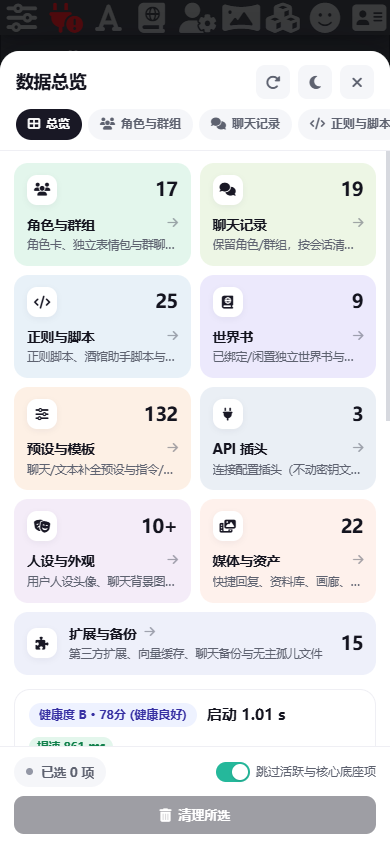 数据总览
总览
角色与群组
聊天记录
正则与脚本
17
角色与群组
角色卡、独立表情包与群聊...
19
聊天记录
保留角色/群组，按会话清...
25
正则与脚本
正则脚本、酒馆助手脚本与...
9
世界书
已绑定/闲置独立世界书与...
132
预设与模板
聊天/文本补全预设与指令/...
3
API 插头
连接配置插头（不动密钥文...
10+
人设与外观
用户人设头像、聊天背景图...
22
媒体与资产
快捷回复、资料库、画廊、...
扩展与备份
第三方扩展、向量缓存、聊天备份与无主孤儿文件
15
健康度 B • 78分 (健康良好)
启动 1.01 s
提速 861 ms
已选 0 项
跳过活跃与核心底座项
清理所选